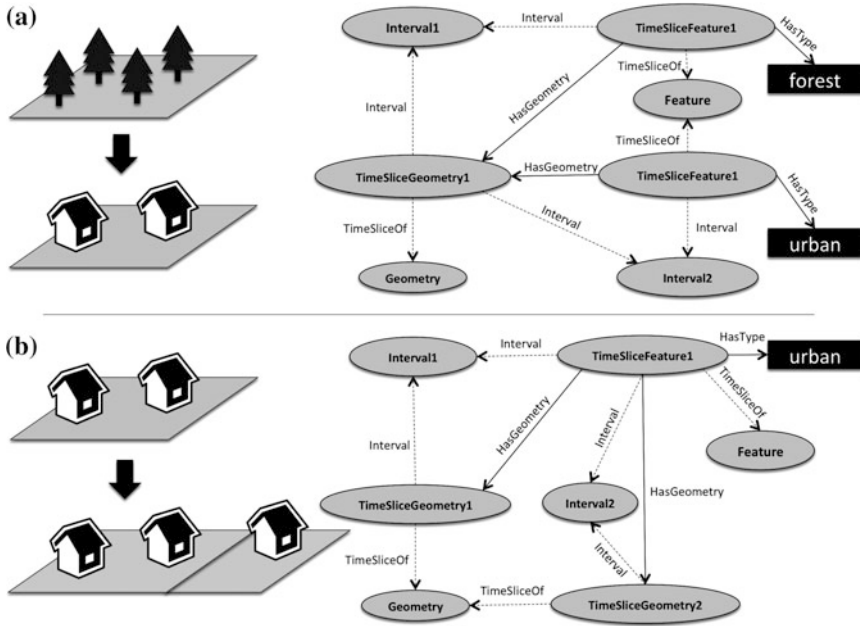 (a)
Interval1
Interval
TimeSliceFeature1
HasType
forest
TimeSliceOf
HasGeometry
Interval
Feature
TimeSliceOf
TimeSliceGeometry1
HasGeometry
TimeSliceFeature1
HasType
Interval
TimeSliceOf
Interval
urban
Geometry
Interval2
(b)
Interval1
Interval
TimeSliceFeature1
HasType
urban
TimeSliceOf
HasGeometry
Interval
Interval
Feature
HasGeometry
TimeSliceGeometry1
Interval2
TimeSliceOf
Interval
Geometry
TimeSliceOf
TimeSliceGeometry2